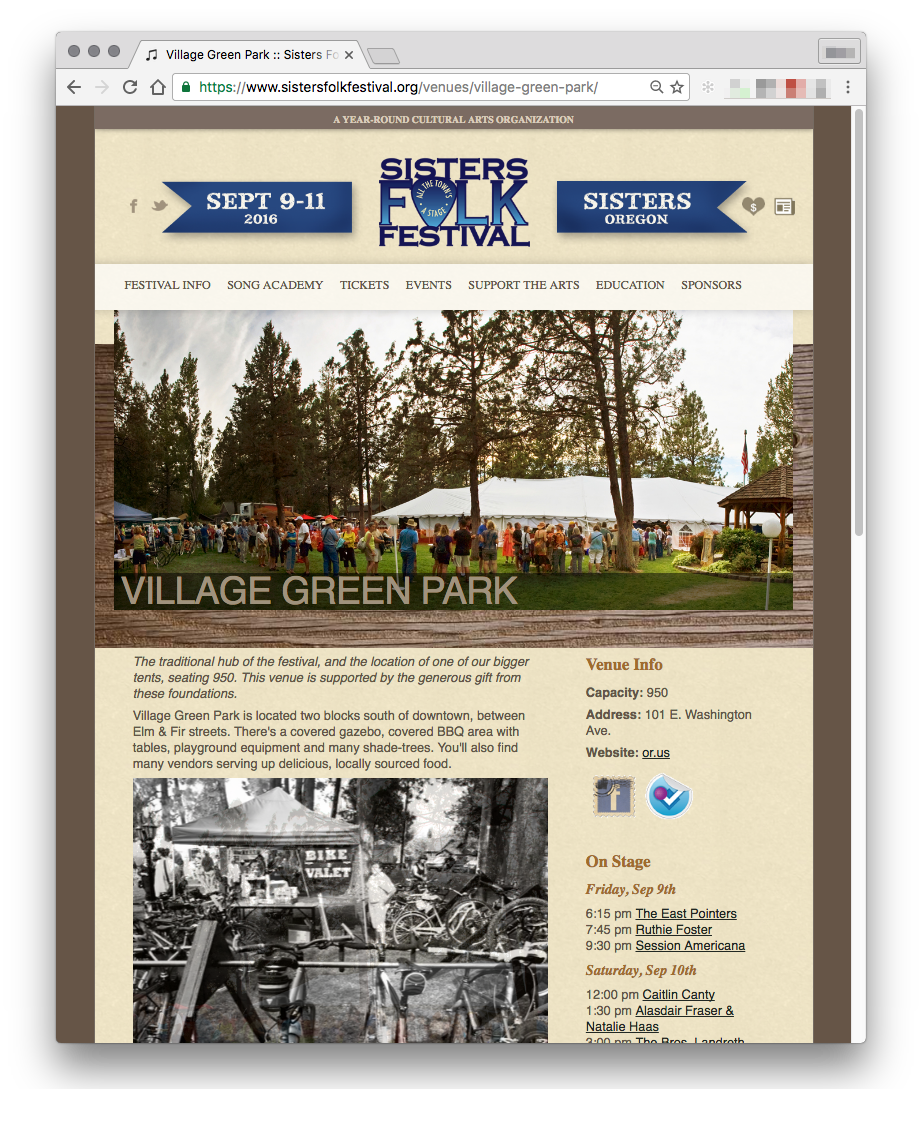 Village Green Park :: Sisters Fo
https://www.sistersfolkfestival.org/venues/village-green-park/
A YEAR-ROUND CULTURAL ARTS ORGANIZATION
SEPT 9-11
2016
SISTERS
FOLK
ALL THE TOWN'S
A STAGE
FESTIVAL
SISTERS
OREGON
FESTIVAL INFO SONG ACADEMY TICKETS EVENTS SUPPORT THE ARTS EDUCATION SPONSORS
VILLAGE GREEN PARK
The traditional hub of the festival, and the location of one of our bigger
tents, seating 950. This venue is supported by the generous gift from
these foundations.
Village Green Park is located two blocks south of downtown, between
Elm & Fir streets. There's a covered gazebo, covered BBQ area with
tables, playground equipment and many shade-trees. You'll also find
many vendors serving up delicious, locally sourced food.
BIKE
VALET
Venue Info
Capacity: 950
Address: 101 E. Washington
Ave.
Website: or.us
On Stage
Friday, Sep 9th
6:15 pm The East Pointers
7:45 pm Ruthie Foster
9:30 pm Session Americana
Saturday, Sep 10th
12:00 pm Caitlin Canty
1:30 pm Alasdair Fraser &
Natalie Haas
3:00 pm The Bros. Landreth